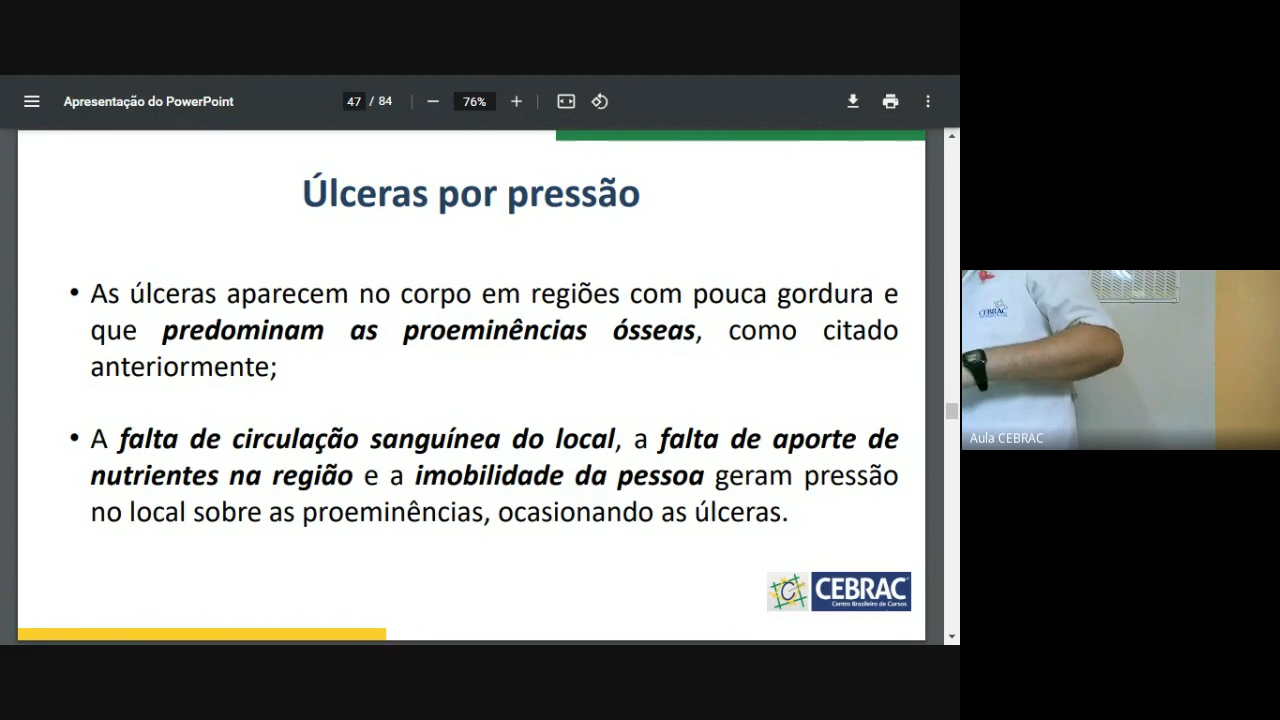 Apresentação do PowerPoint
47 / 84
76%
Úlceras por pressão
• As úlceras aparecem no corpo em regiões com pouca gordura e
que predominam as proeminências ósseas, como citado
anteriormente;
• A falta de circulação sanguínea do local, a falta de aporte de
nutrientes na região e a imobilidade da pessoa geram pressão
no local sobre as proeminências, ocasionando as úlceras.
C
CEBRAC
Centro Brasileiro de Cursos
CEBRAC
Aula CEBRAC